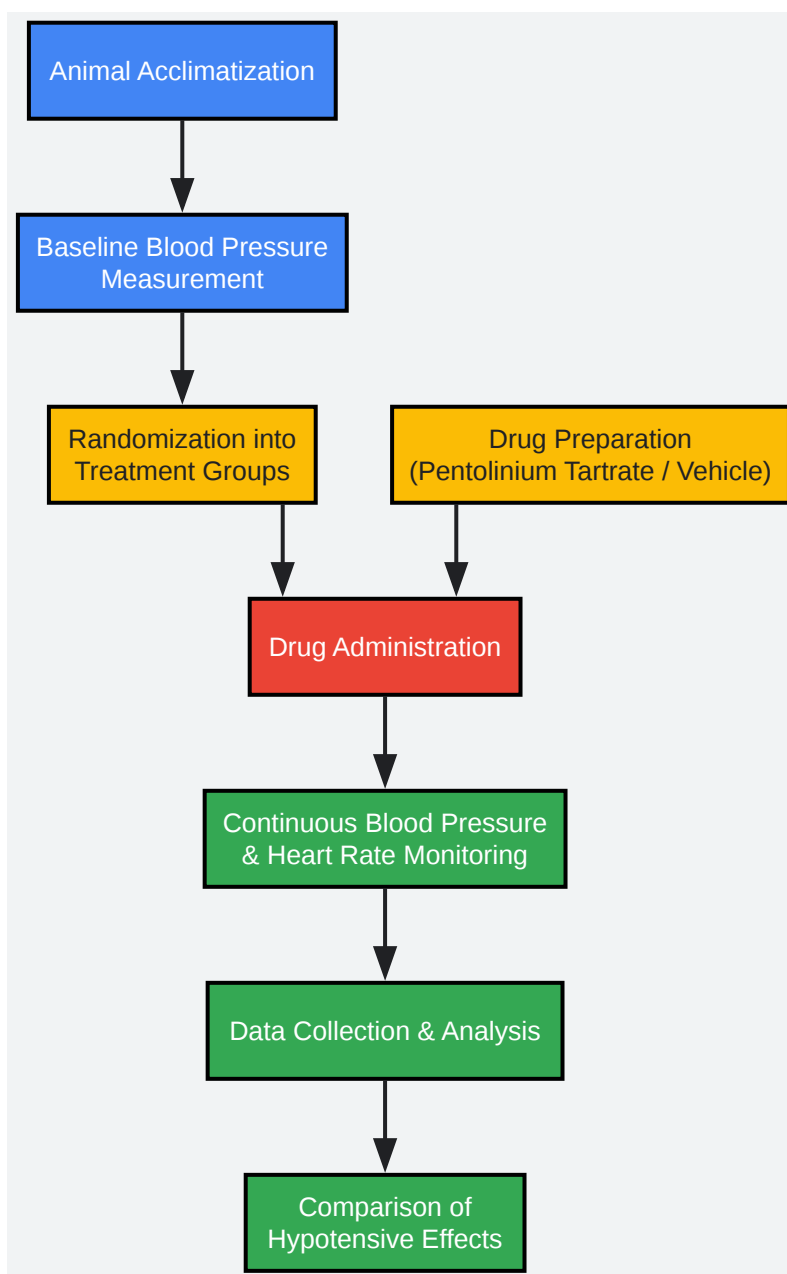 Animal Acclimatization
Baseline Blood Pressure
Measurement
Randomization into
Treatment Groups
Drug Preparation
(Pentolinium Tartrate / Vehicle)
Drug Administration
Continuous Blood Pressure
& Heart Rate Monitoring
Data Collection & Analysis
Comparison of
Hypotensive Effects